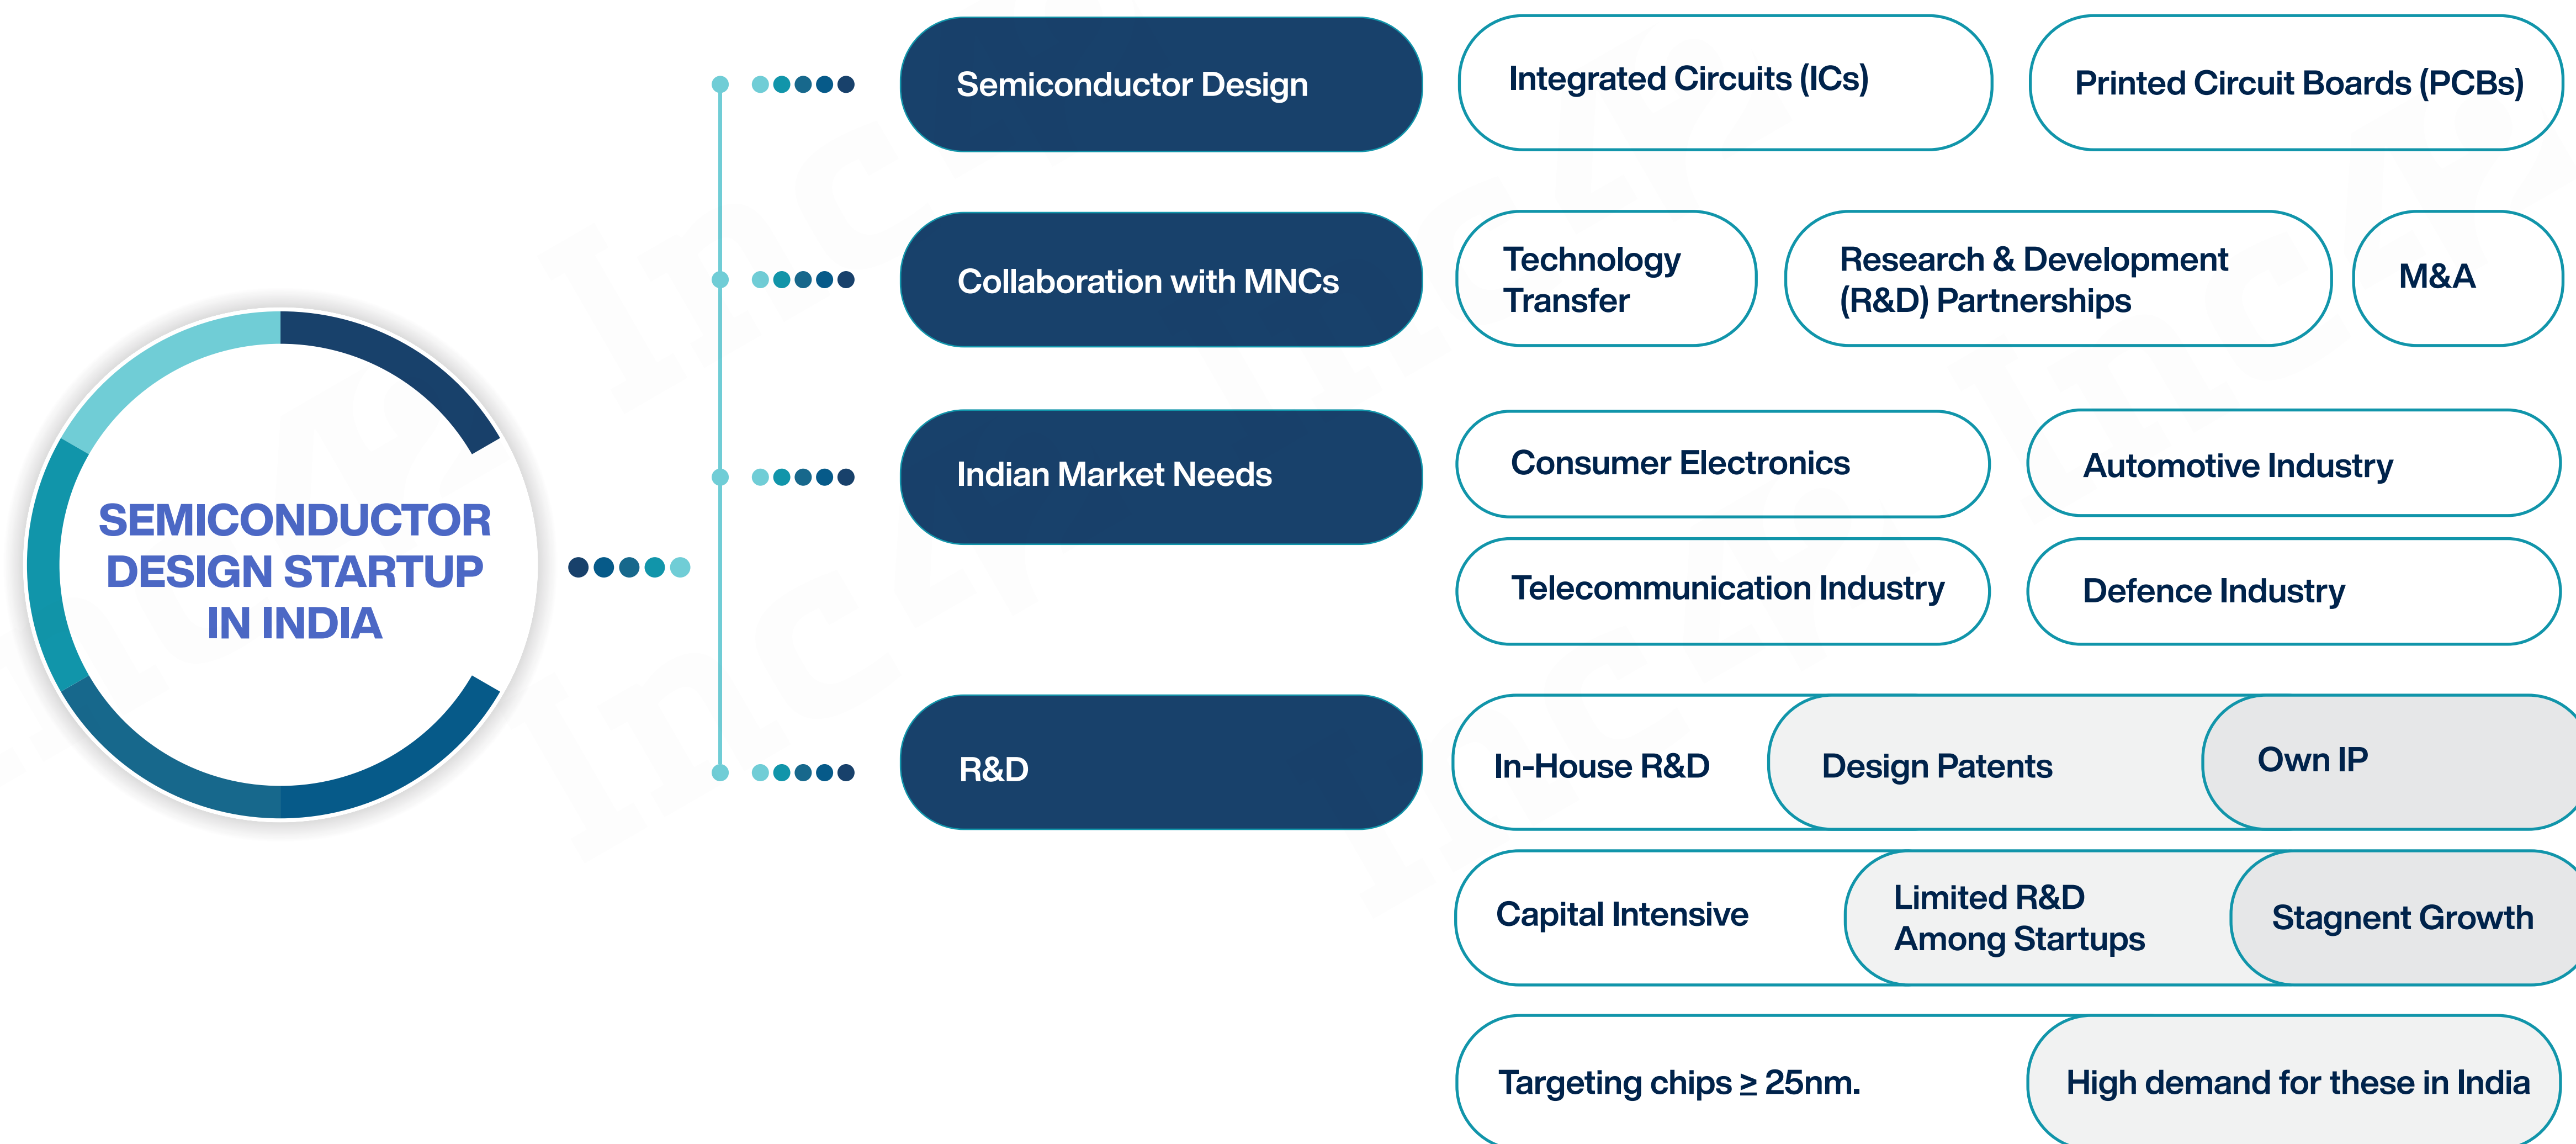 Semiconductor Design
Integrated Circuits (ICs)
Printed Circuit Boards (PCBs)
Collaboration with MNCs
Technology
Transfer
Research & Development
(R&D) Partnerships
M&A
SEMICONDUCTOR
DESIGN STARTUP
IN INDIA
Indian Market Needs
Consumer Electronics
Automotive Industry
Telecommunication Industry
Defence Industry
R&D
In-House R&D
Design Patents
Own IP
Capital Intensive
Limited R&D
Among Startups
Stagnent Growth
Targeting chips ≥ 25nm.
High demand for these in India
Inc42